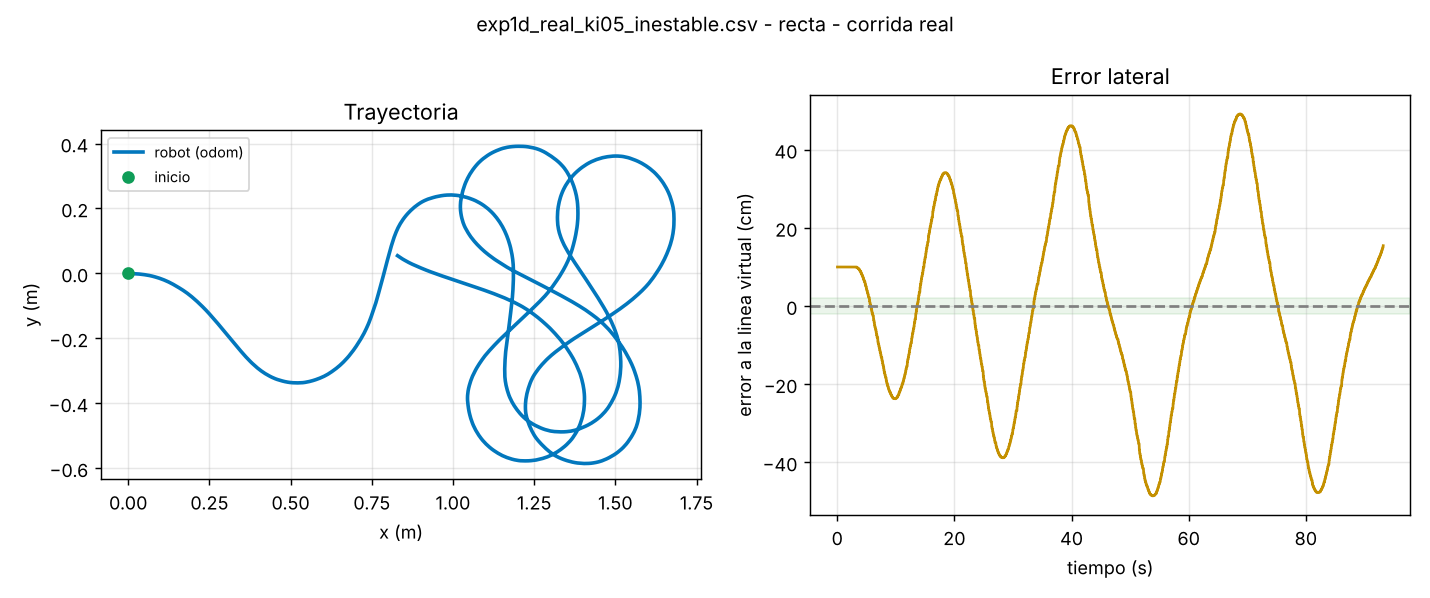 exp1d_real_ki05_inestable.csv - recta - corrida real
Trayectoria
robot (odom)
inicio
0.4
0.2
0.0
−0.2
−0.4
−0.6
y (m)
0.00 0.25 0.50 0.75 1.00 1.25 1.50 1.75
x (m)
Error lateral
error a la linea virtual (cm)
40
20
0
−20
−40
0 20 40 60 80
tiempo (s)